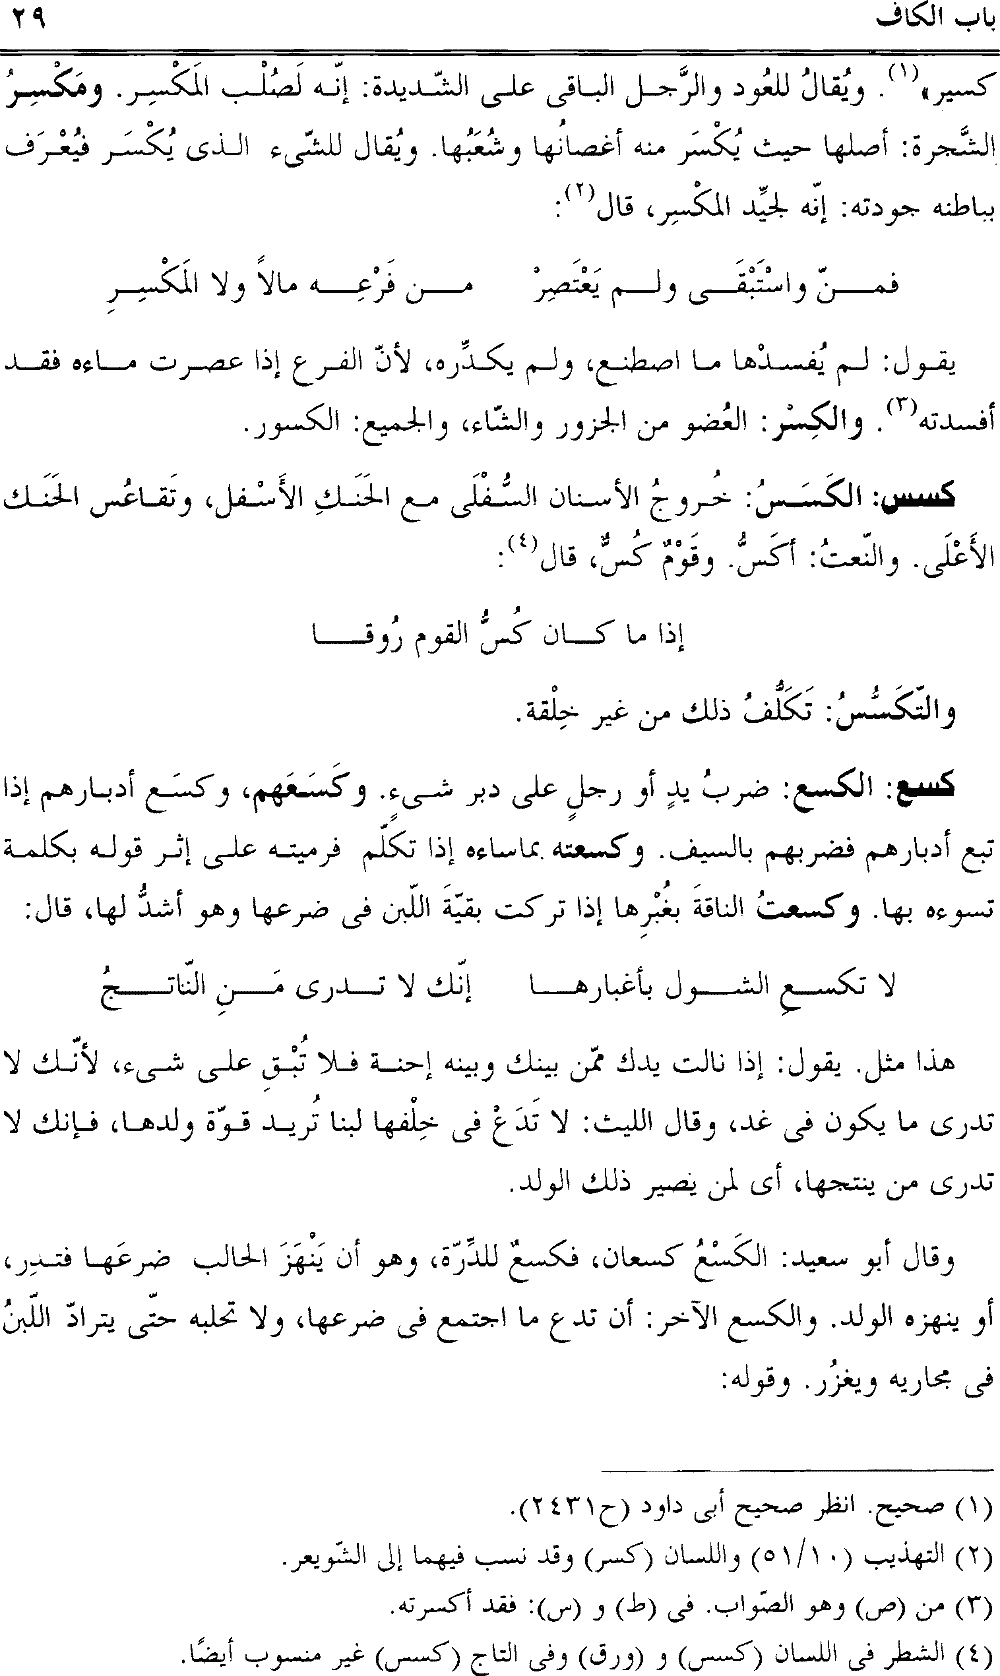 باب الكاف ٢٩
كسير»(١). ويُقالُ للعُود والرَّجل الباقى على الشّديدة: إنّه لَصُلْب المَكْسِر. ومَكْسِرُ
الشَّجرة: أصلها حيث يُكْسَر منه أغصانُها وشُعَبُها. ويُقال للشّىء الذى يُكْسَر فيُعْرَف
بباطنه جودته: إنّه لجيِّد المكْسِر، قال(٢):
فمنّ واسْتَبْقَى ولم يَعْتَصِرْ من فَرْعِه مالاً ولا المَكْسِرِ
يقول: لم يُفسدْها ما اصطنع، ولم يكدِّره، لأنّ الفرع إذا عصرت ماءه فقد
أفسدته(٣). والكِسْر: العُضو من الجزور والشّاء، والجميع: الكسور.
كسس: الكَسَسُ: خُروجُ الأسنان السُّفْلَى مع الحَنَكِ الأَسْفل، وتَقاعُس الحَنَك
الأَعْلَى. والنّعتُ: أكَسُّ. وقَوْمٌ كُسٌّ، قال(٤):
إذا ما كان كُسُّ القوم رُوقا
والتّكَسُّسُ: تَكَلُّفُ ذلك من غير خِلْقة.
كسع: الكسع: ضربُ يدٍ أو رجلٍ على دبر شىءٍ. وكَسَعَهم، وكسَع أدبارهم إذا
تبع أدبارهم فضربهم بالسيف. وكسعته بماساءه إذا تكلّم فرميته على إثر قوله بكلمة
تسوءه بها. وكسعتُ الناقةَ بغُبْرِها إذا تركت بقيّةَ اللّبن فى ضرعها وهو أشدُّ لها، قال:
لا تكسعِ الشول بأغبارها إنّك لا تدرى مَنِ النّاتجُ
هذا مثل. يقول: إذا نالت يدك ممّن بينك وبينه إحنة فلا تُبْقِ على شىء، لأنّك لا
تدرى ما يكون فى غد، وقال الليث: لا تَدَعْ فى خِلْفها لبنا تُريد قوّة ولدها، فإنك لا
تدرى من ينتجها، أى لمن يصير ذلك الولد.
وقال أبو سعيد: الكَسْعُ كسعان، فكسعٌ للدِّرّة، وهو أن يَنْهَزَ الحالب ضرعَها فتدِر،
أو ينهزه الولد. والكسع الآخر: أن تدع ما اجتمع فى ضرعها، ولا تحلبه حتّى يترادّ اللّبنُ
فى مجاريه ويغزُر. وقوله:
(١) صحيح. انظر صحيح أبى داود (ح٢٤٣١).
(٢) التهذيب (٥١/١٠) واللسان (كسر) وقد نسب فيهما إلى الشّويعر.
(٣) من (ص) وهو الصّواب. فى (ط) و (س): فقد أكسرته.
(٤) الشطر فى اللسان (كسس) و (ورق) وفى التاج (كسس) غير منسوب أيضًا.